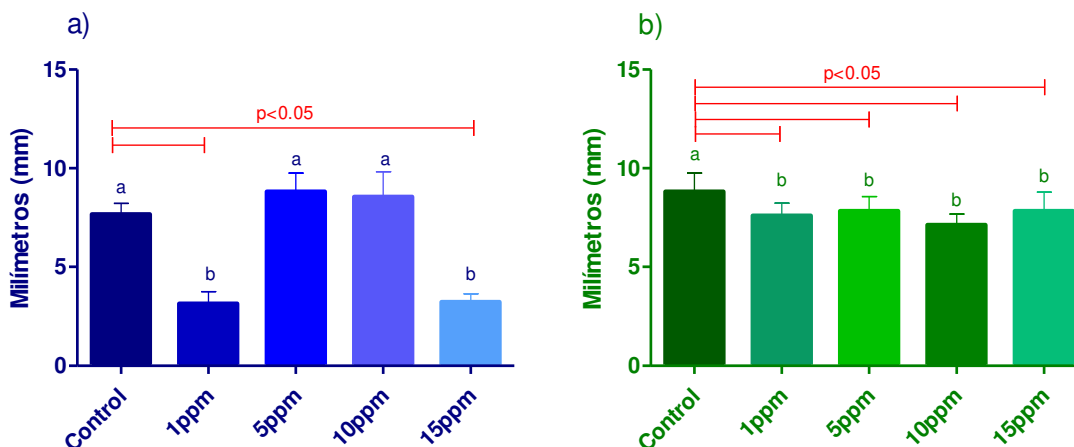 a)
15
10
5
0
Milímetros (mm)
p<0.05
a
b
a
a
b
Control
1ppm
5ppm
10ppm
15ppm
b)
15
10
5
0
Milímetros (mm)
p<0.05
a
b
b
b
b
Control
1ppm
5ppm
10ppm
15ppm